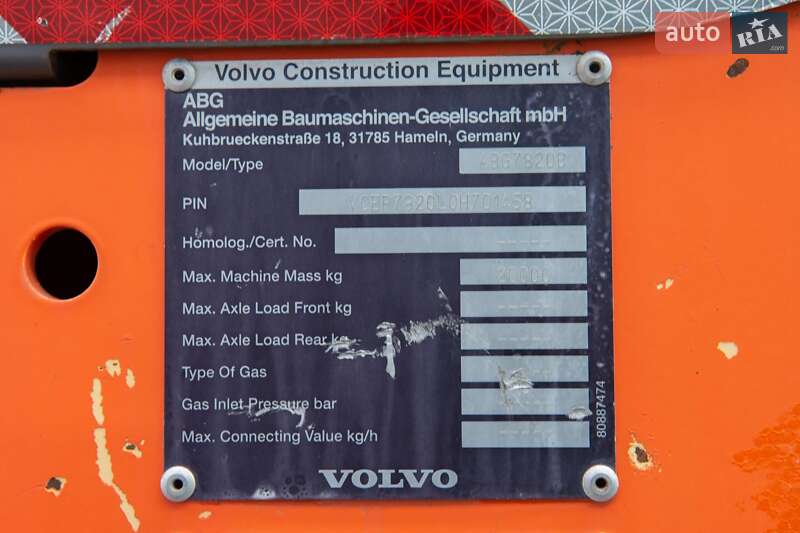 auto RIA
.com
Volvo Construction Equipment
ABG
Allgemeine Baumaschinen-Gesellschaft mbH
Kuhbrueckenstraße 18, 31785 Hameln, Germany
Model/Type ABG7820B
PIN
Homolog./Cert. No. -----
Max. Machine Mass kg 20000
Max. Axle Load Front kg
Max. Axle Load Rear kg
Type Of Gas
Gas Inlet Pressure bar
Max. Connecting Value kg/h
80887474
VOLVO